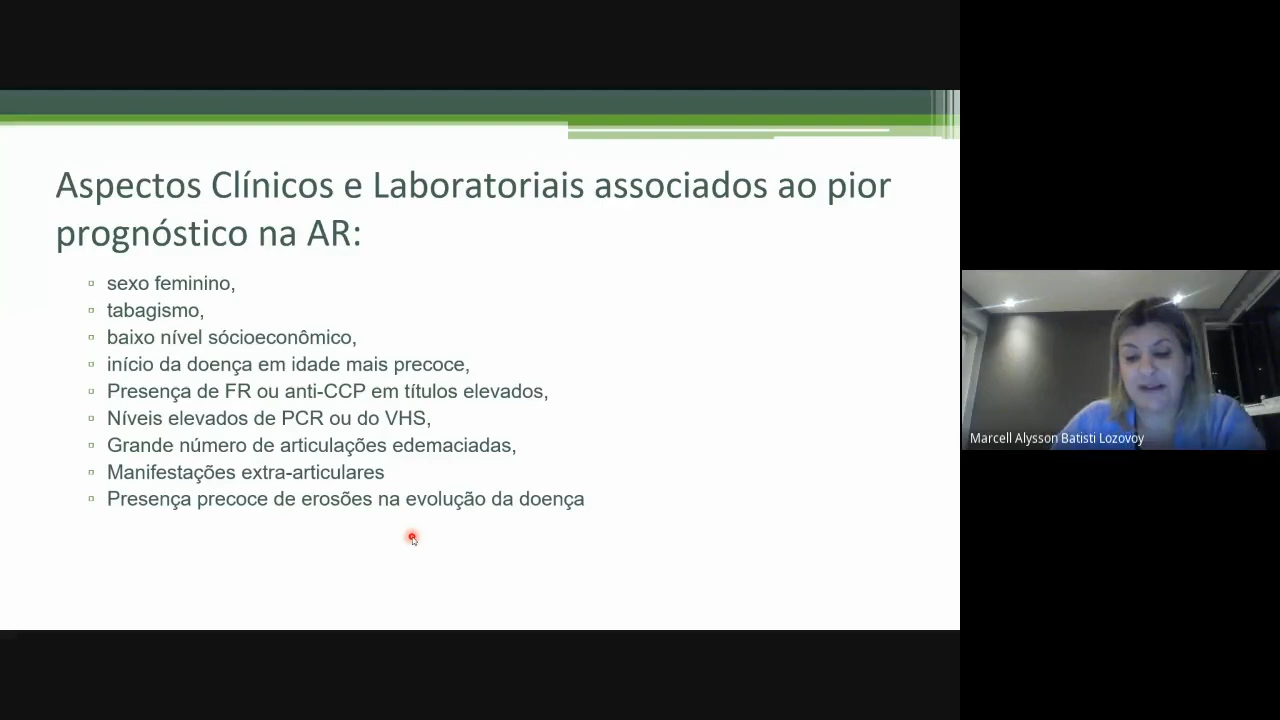 Aspectos Clínicos e Laboratoriais associados ao pior
prognóstico na AR:
sexo feminino,
tabagismo,
baixo nível sócioeconômico,
início da doença em idade mais precoce,
Presença de FR ou anti-CCP em títulos elevados,
Níveis elevados de PCR ou do VHS,
Grande número de articulações edemaciadas,
Manifestações extra-articulares
Presença precoce de erosões na evolução da doença
Marcell Alysson Batisti Lozovoy